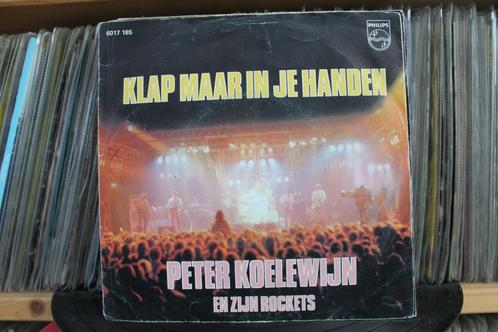 6017 185
PHILIPS
KLAP MAAR IN JE HANDEN
PETER KOELEWIJN
EN ZIJN ROCKETS